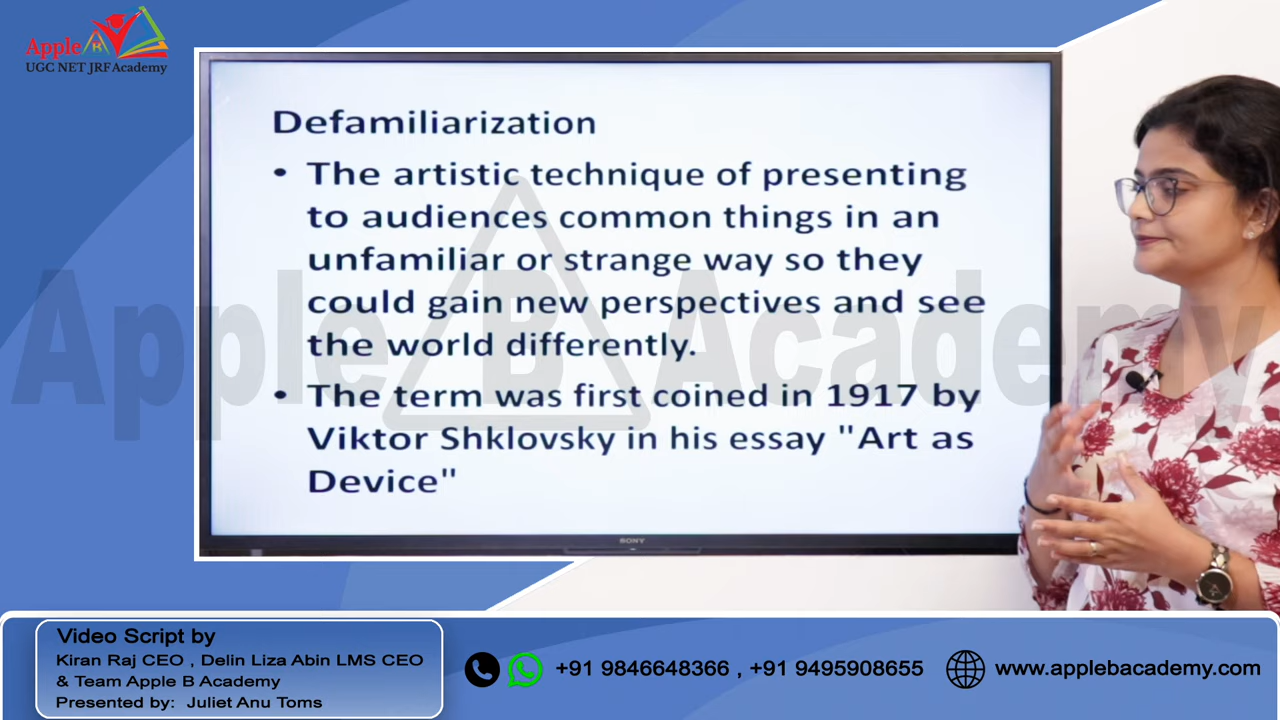 Apple B
UGC NET JRF Academy
Defamiliarization
• The artistic technique of presenting
to audiences common things in an
unfamiliar or strange way so they
could gain new perspectives and see
the world differently.
• The term was first coined in 1917 by
Viktor Shklovsky in his essay "Art as
Device"
Apple B Academy
SONY
Video Script by
Kiran Raj CEO , Delin Liza Abin LMS CEO
& Team Apple B Academy
Presented by: Juliet Anu Toms
+91 9846648366 , +91 9495908655
www.applebacademy.com